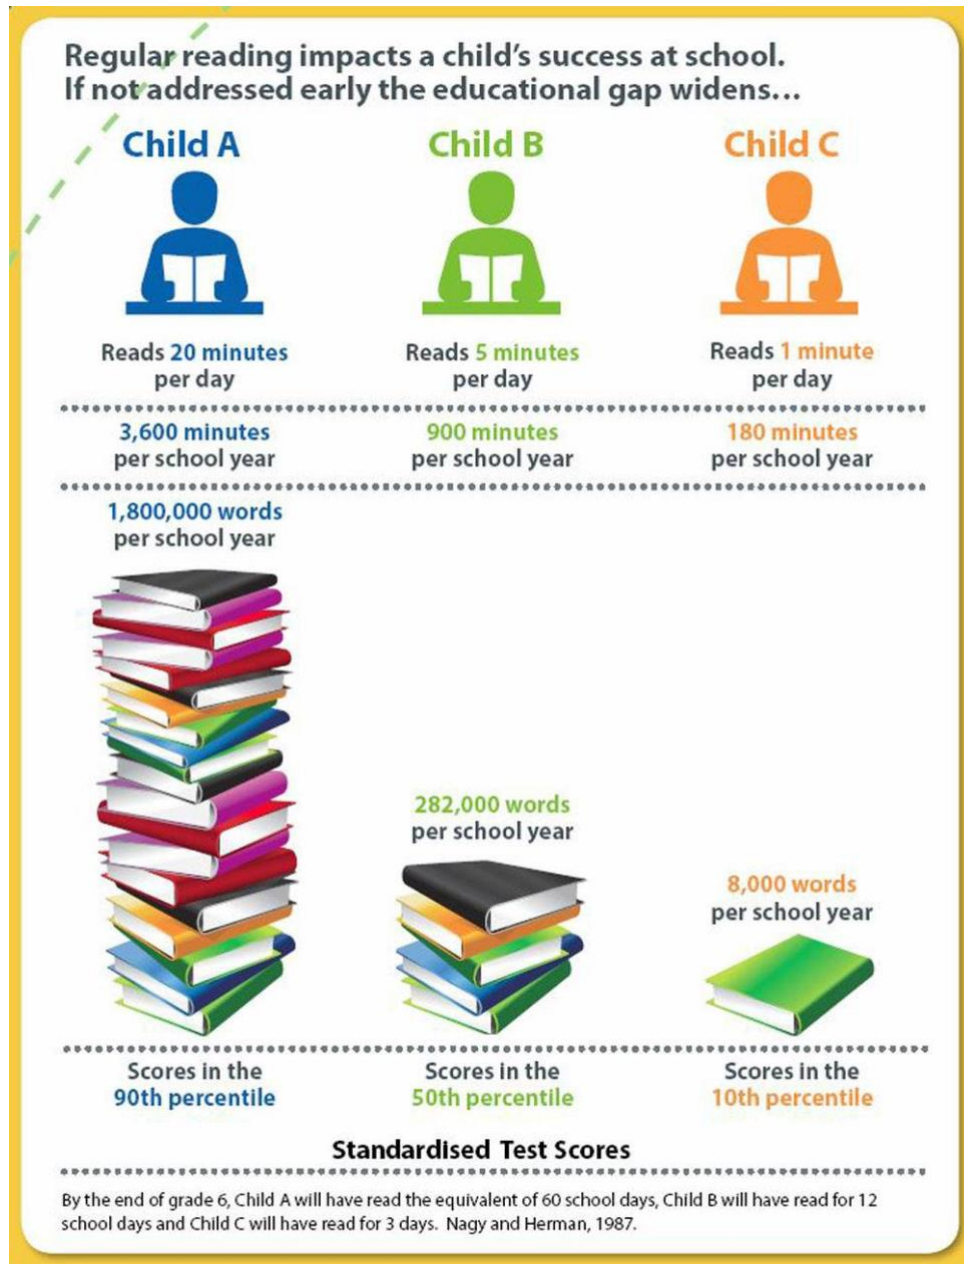 Regular reading impacts a child's success at school.
If not addressed early the educational gap widens...
Child A
Child B
Child C
Reads 20 minutes
per day
Reads 5 minutes
per day
Reads 1 minute
per day
3,600 minutes
per school year
900 minutes
per school year
180 minutes
per school year
1,800,000 words
per school year
282,000 words
per school year
8,000 words
per school year
Scores in the
90th percentile
Scores in the
50th percentile
Scores in the
10th percentile
Standardised Test Scores
By the end of grade 6, Child A will have read the equivalent of 60 school days, Child B will have read for 12
school days and Child C will have read for 3 days. Nagy and Herman, 1987.